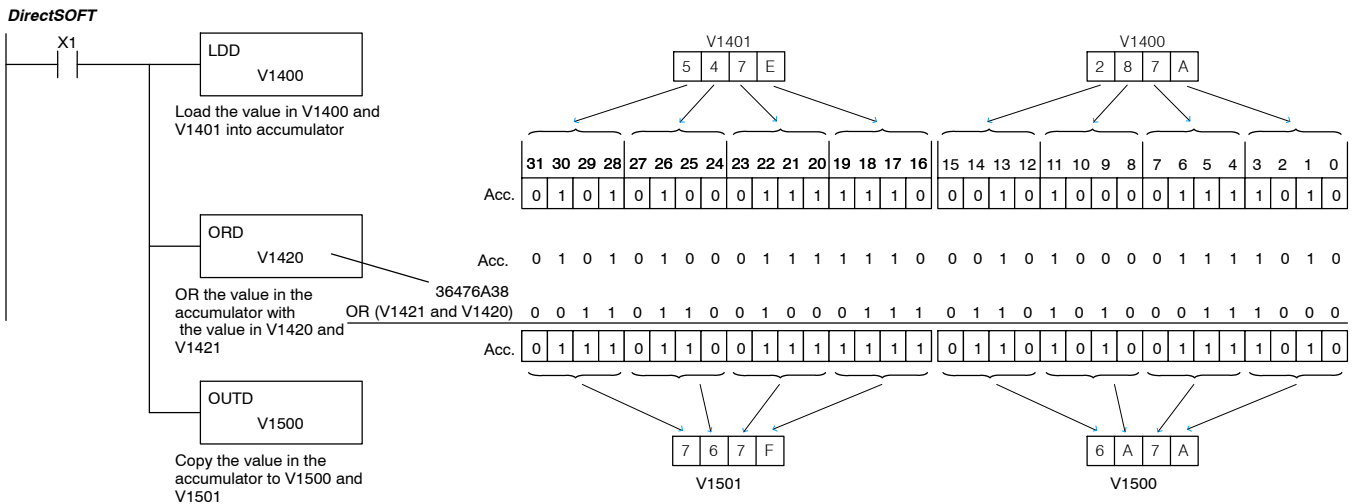 DirectSOFT
X1
LDD
V1400
Load the value in V1400 and
V1401 into accumulator
V1401
5 4 7 E
V1400
2 8 7 A
31 30 29 28 27 26 25 24 23 22 21 20 19 18 17 16 15 14 13 12 11 10 9 8 7 6 5 4 3 2 1 0
Acc. 0 1 0 1 0 1 0 0 0 1 1 1 1 1 1 0 0 0 1 0 1 0 0 0 0 1 1 1 1 0 1 0
ORD
V1420
Acc. 0 1 0 1 0 1 0 0 0 1 1 1 1 1 1 0 0 0 1 0 1 0 0 0 0 1 1 1 1 0 1 0
36476A38
OR (V1421 and V1420) 0 0 1 1 0 1 1 0 0 1 0 0 0 1 1 1 0 1 1 0 1 0 1 0 0 0 1 1 1 0 0 0
OR the value in the
accumulator with
the value in V1420 and
V1421
Acc. 0 1 1 1 0 1 1 0 0 1 1 1 1 1 1 1 0 1 1 0 1 0 1 0 0 1 1 1 1 0 1 0
OUTD
V1500
Copy the value in the
accumulator to V1500 and
V1501
7 6 7 F
V1501
6 A 7 A
V1500